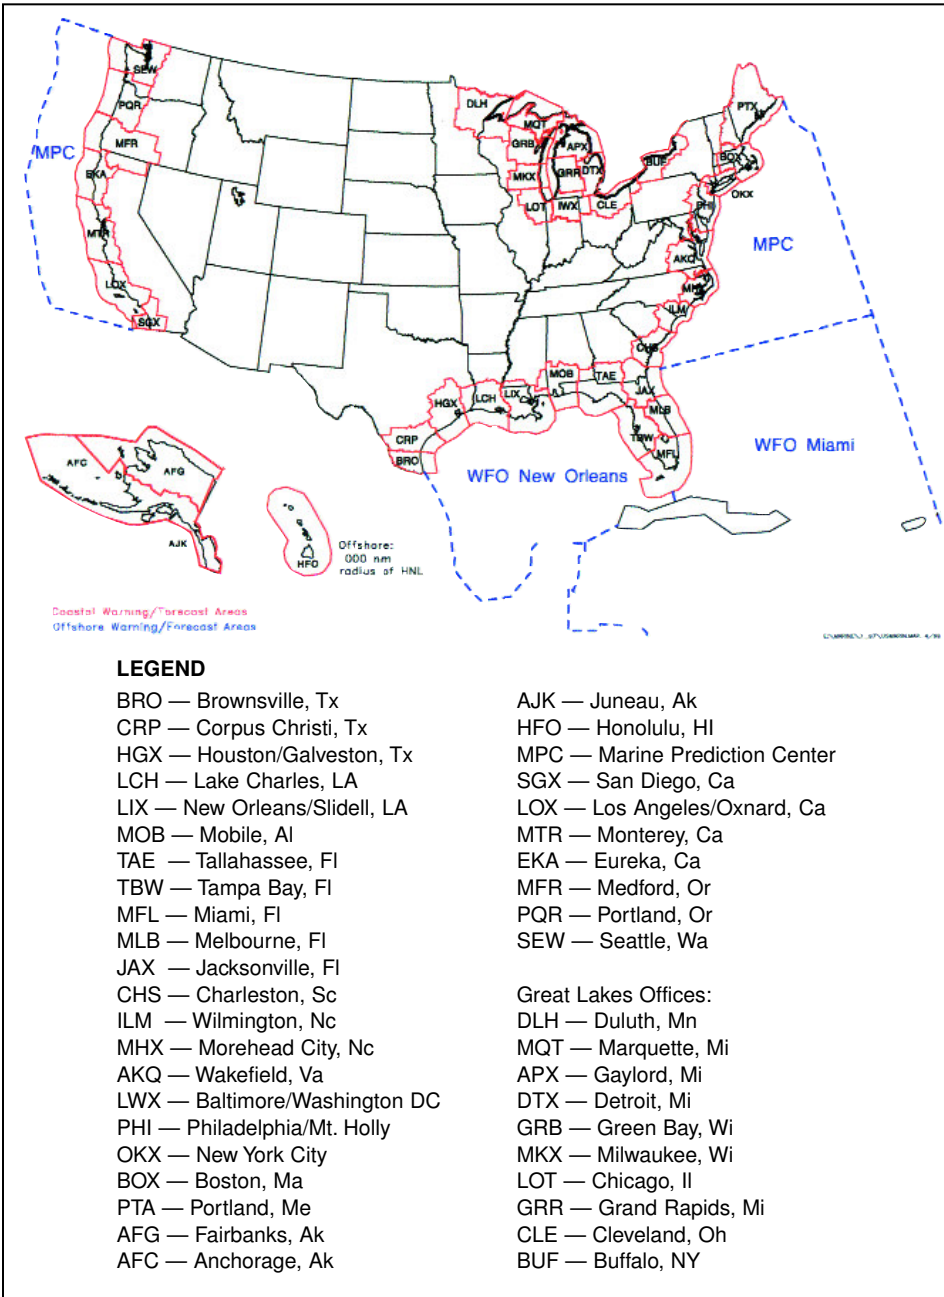 SEW
DLH
PTX
PQR
MQT
MFR
GRB
APX
BUF
BOX
MPC
EKA
MKX
GRR
DTX
OKX
LOT
IWX
CLE
PHI
MTR
AKQ
MPC
LOX
MHX
ILM
SGX
CHS
MOB
TAE
JAX
HGX
LCH
LIX
MLB
CRP
TBW
WFO Miami
BRO
MFL
WFO New Orleans
AFC
AFG
AJK
HFO
Offshore:
000 nm
radius of HNL
Coastal Warning/Forecast Areas
Offshore Warning/Forecast Areas
LEGEND
BRO — Brownsville, Tx
CRP — Corpus Christi, Tx
HGX — Houston/Galveston, Tx
LCH — Lake Charles, LA
LIX — New Orleans/Slidell, LA
MOB — Mobile, Al
TAE — Tallahassee, Fl
TBW — Tampa Bay, Fl
MFL — Miami, Fl
MLB — Melbourne, Fl
JAX — Jacksonville, Fl
CHS — Charleston, Sc
ILM — Wilmington, Nc
MHX — Morehead City, Nc
AKQ — Wakefield, Va
LWX — Baltimore/Washington DC
PHI — Philadelphia/Mt. Holly
OKX — New York City
BOX — Boston, Ma
PTA — Portland, Me
AFG — Fairbanks, Ak
AFC — Anchorage, Ak
AJK — Juneau, Ak
HFO — Honolulu, HI
MPC — Marine Prediction Center
SGX — San Diego, Ca
LOX — Los Angeles/Oxnard, Ca
MTR — Monterey, Ca
EKA — Eureka, Ca
MFR — Medford, Or
PQR — Portland, Or
SEW — Seattle, Wa
Great Lakes Offices:
DLH — Duluth, Mn
MQT — Marquette, Mi
APX — Gaylord, Mi
DTX — Detroit, Mi
GRB — Green Bay, Wi
MKX — Milwaukee, Wi
LOT — Chicago, Il
GRR — Grand Rapids, Mi
CLE — Cleveland, Oh
BUF — Buffalo, NY